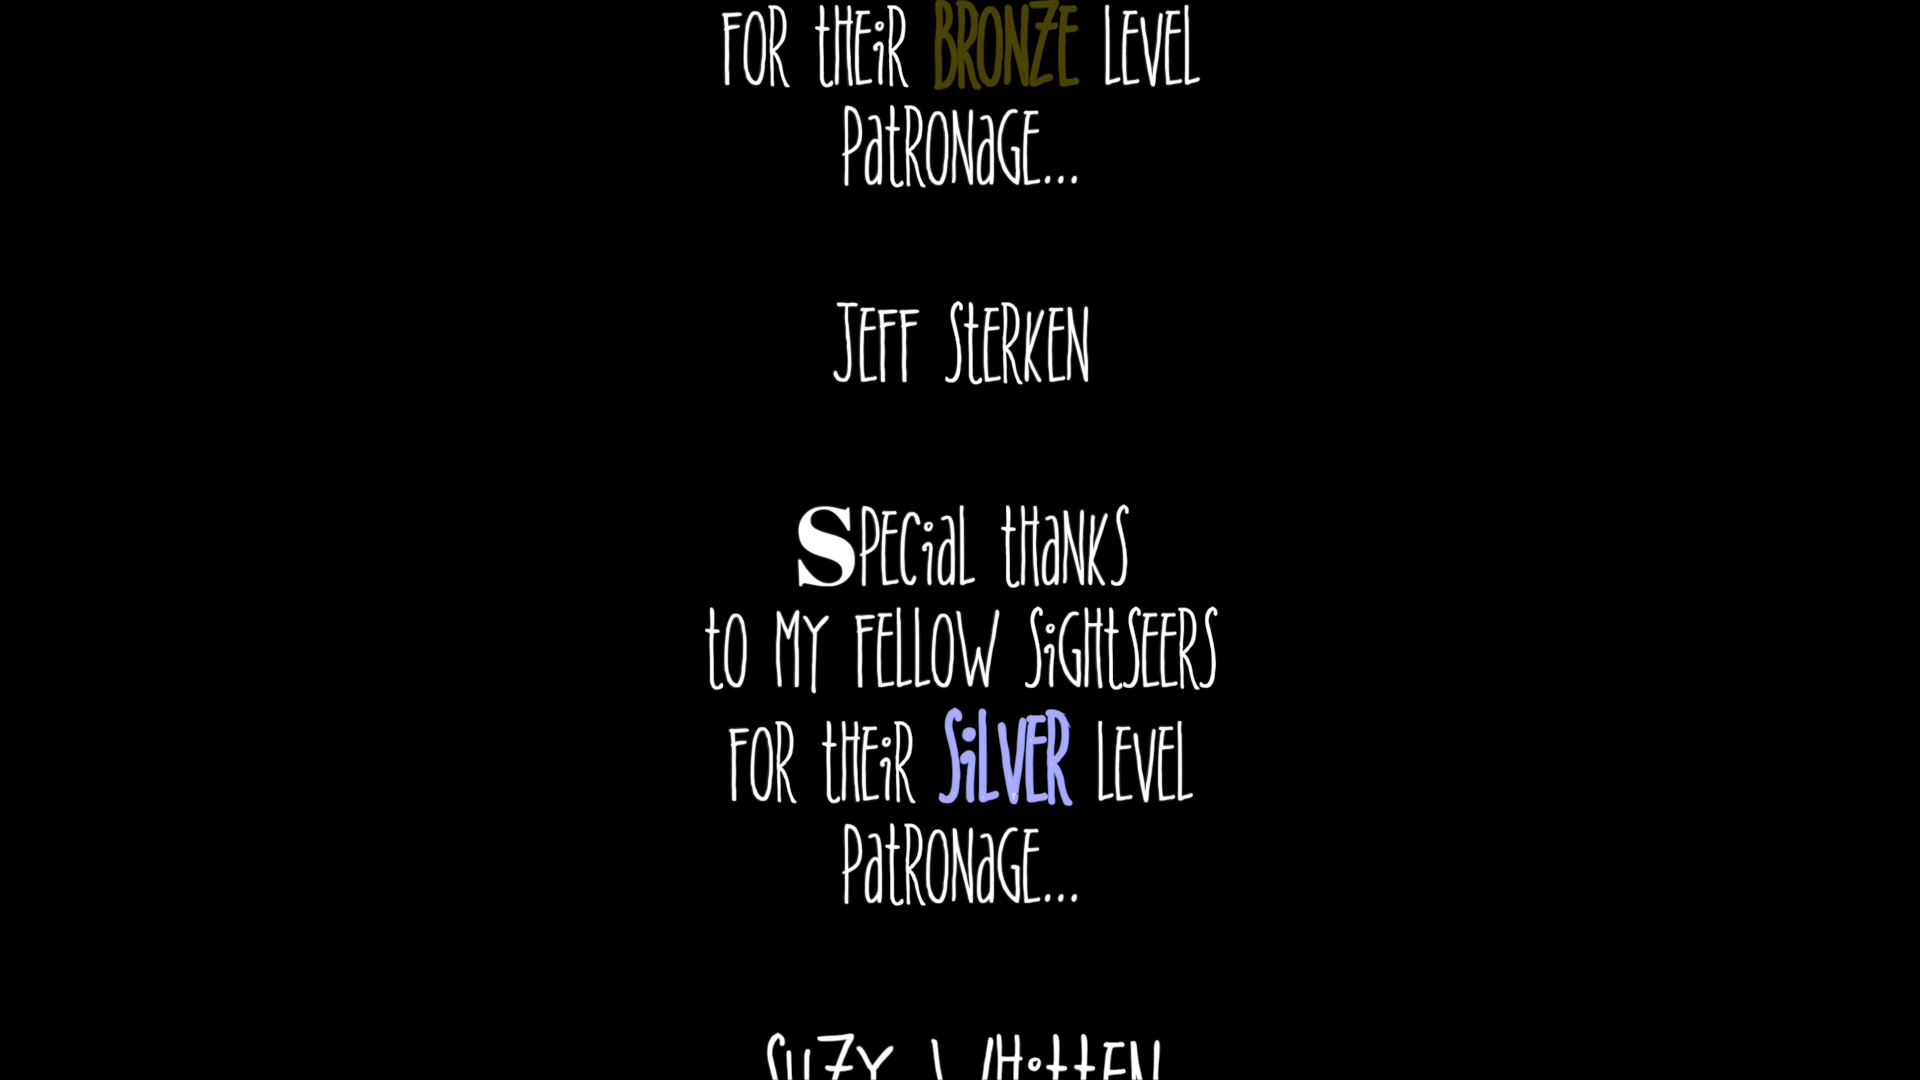 FOR tHEiR BRONZE LEVEL
PatRONaGE...
JEFF StERKEN
SPECiaL tHaNKS
tO MY FELLOW SiGHtSEERS
FOR tHEiR SiLVER LEVEL
PatRONaGE...
SUZY WHittEN